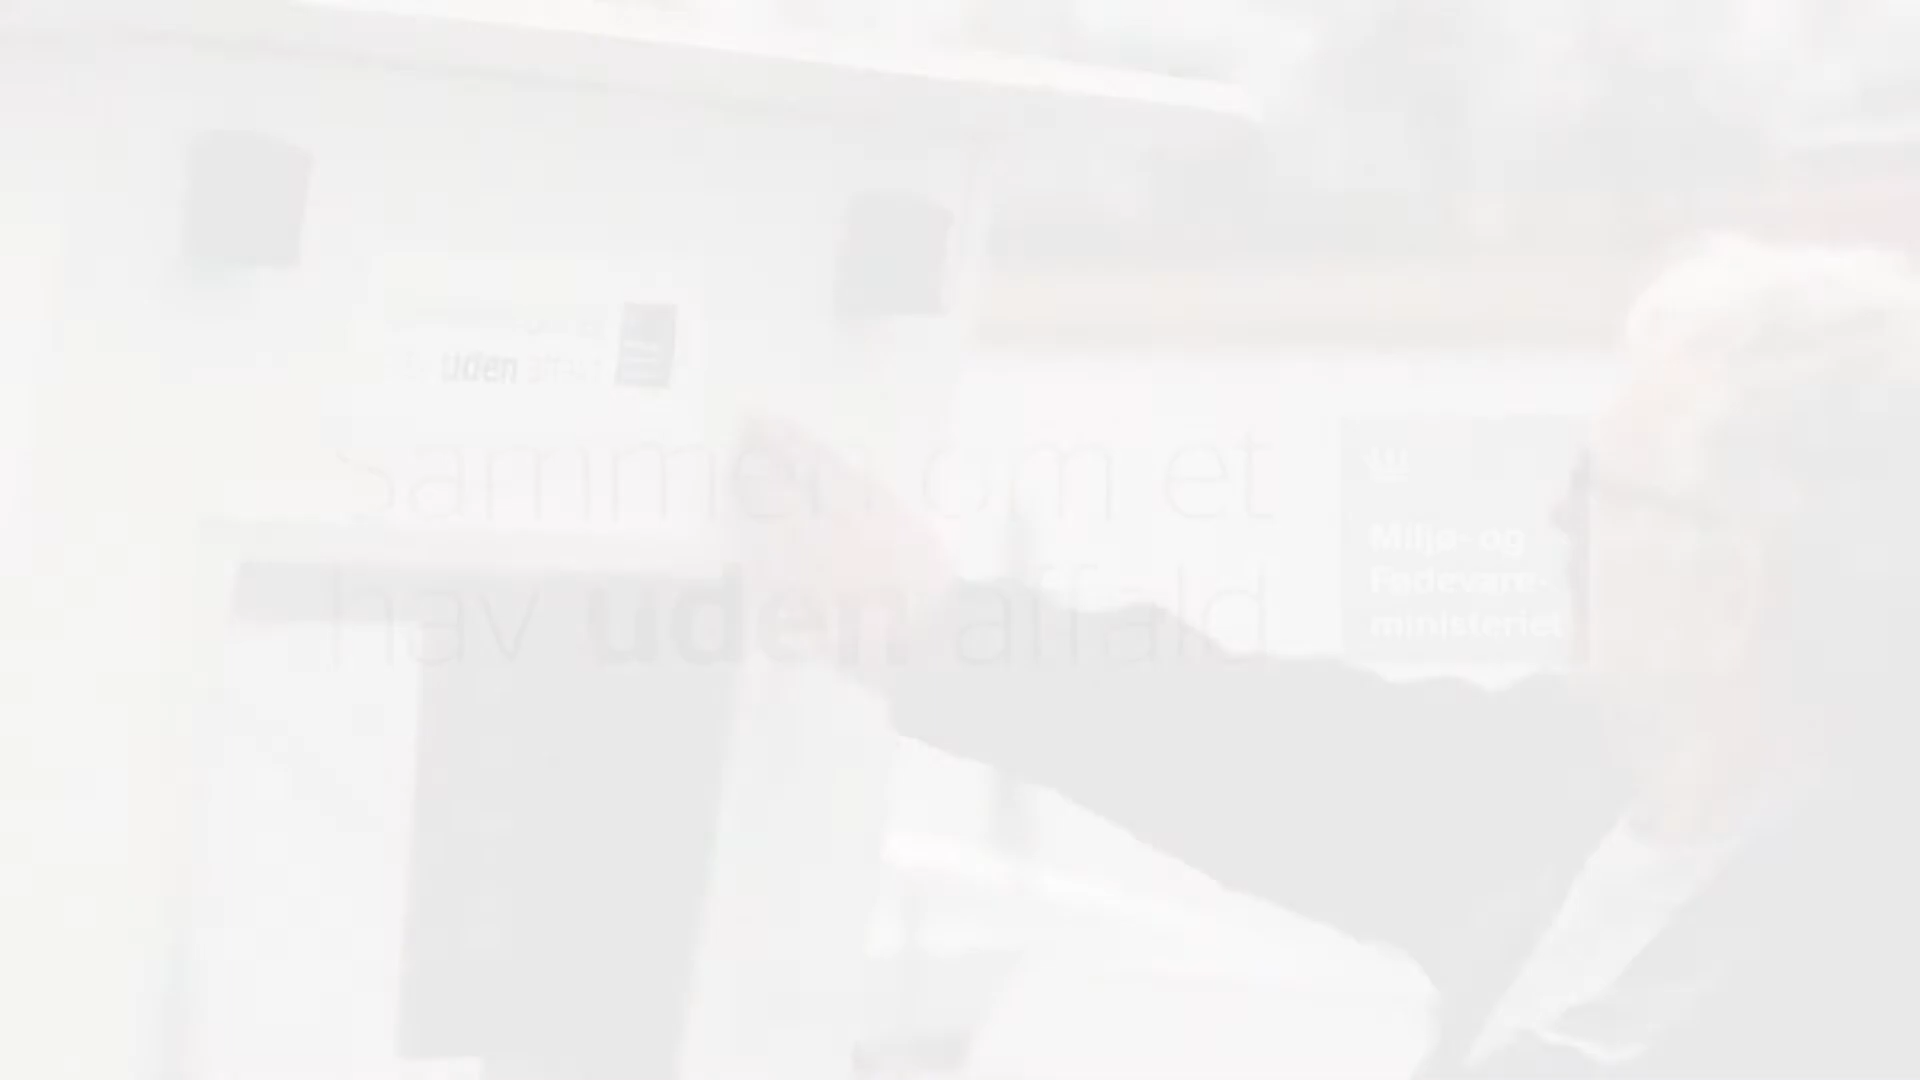 uden
Sammen om et
hav uden affald
Miljø- og
Fødevare-
ministeriet